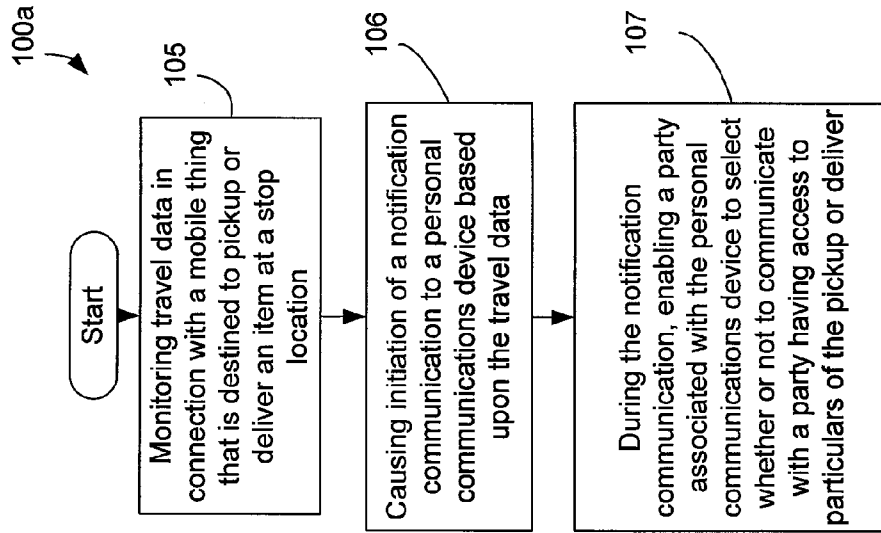 100a
Start
105
Monitoring travel data in
connection with a mobile thing
that is destined to pickup or
deliver an item at a stop
location
106
Causing initiation of a notification
communication to a personal
communications device based
upon the travel data
107
During the notification
communication, enabling a party
associated with the personal
communications device to select
whether or not to communicate
with a party having access to
particulars of the pickup or deliver